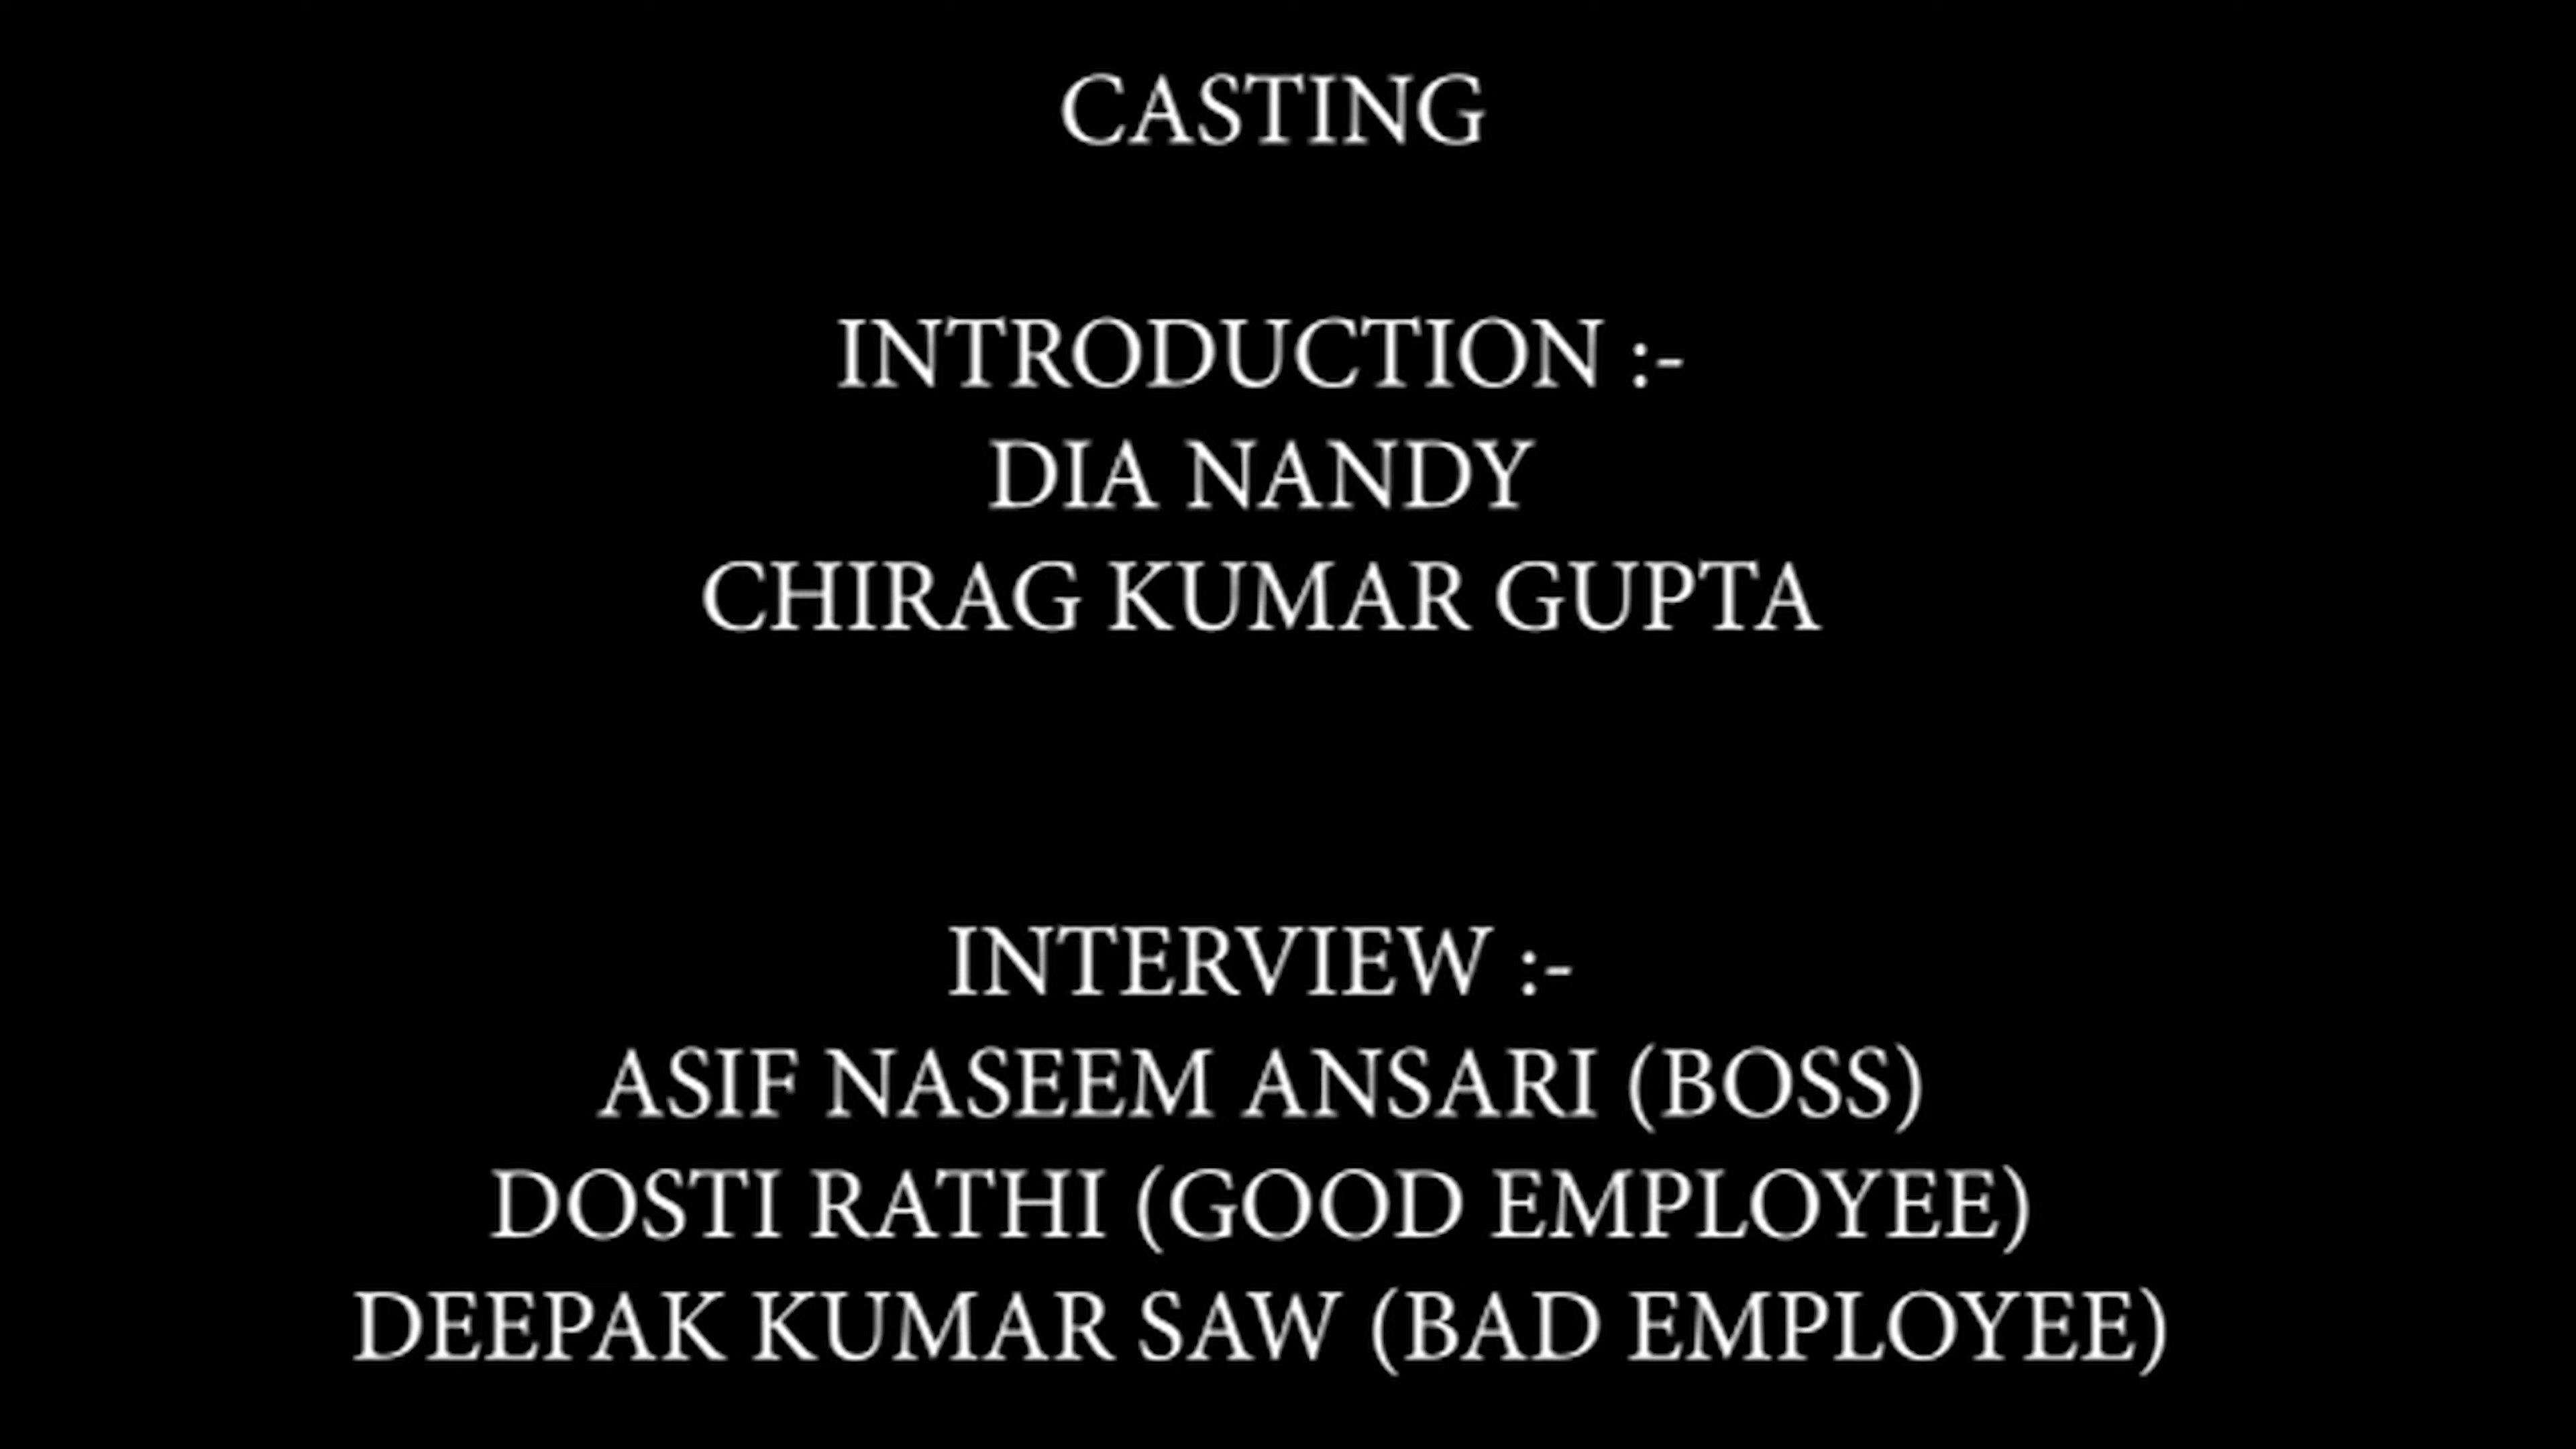 CASTING
INTRODUCTION :-
DIA NANDY
CHIRAG KUMAR GUPTA
INTERVIEW :-
ASIF NASEEM ANSARI (BOSS)
DOSTI RATHI (GOOD EMPLOYEE)
DEEPAK KUMAR SAW (BAD EMPLOYEE)